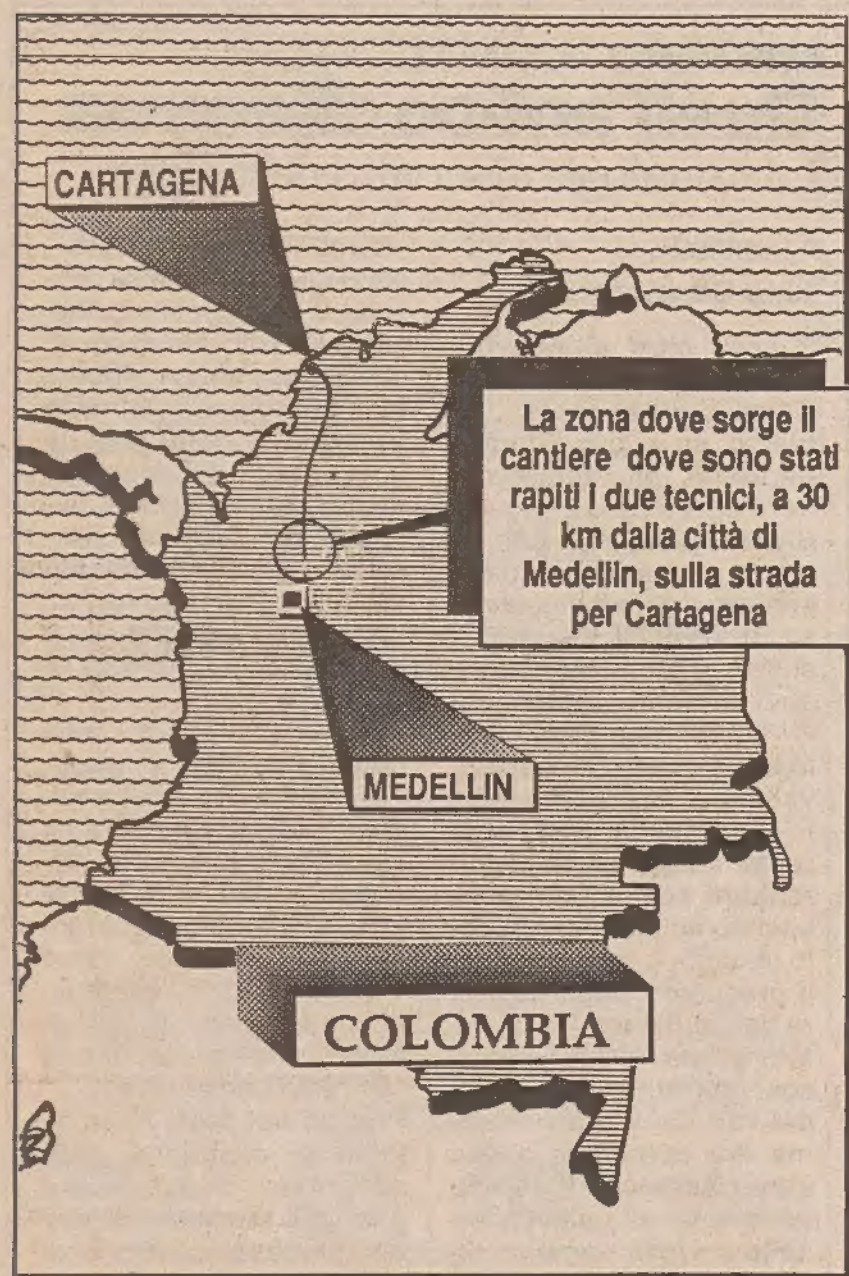 CARTAGENA
La zona dove sorge il
cantiere dove sono stati
rapiti i due tecnici, a 30
km dalla città di
Medellin, sulla strada
per Cartagena
MEDELLIN
COLOMBIA